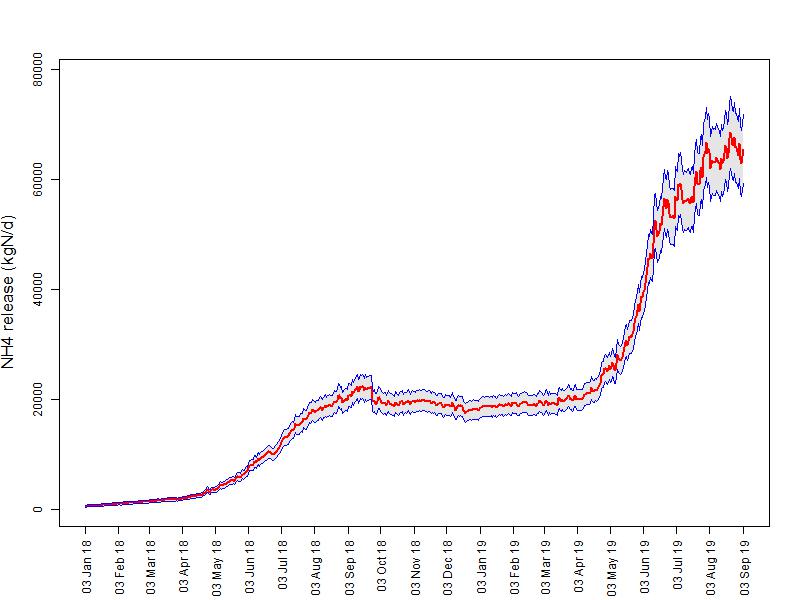 NH4 release (kgN/d)
80000
60000
40000
20000
0
03 Jan 18
03 Feb 18
03 Mar 18
03 Apr 18
03 May 18
03 Jun 18
03 Jul 18
03 Aug 18
03 Sep 18
03 Oct 18
03 Nov 18
03 Dec 18
03 Jan 19
03 Feb 19
03 Mar 19
03 Apr 19
03 May 19
03 Jun 19
03 Jul 19
03 Aug 19
03 Sep 19